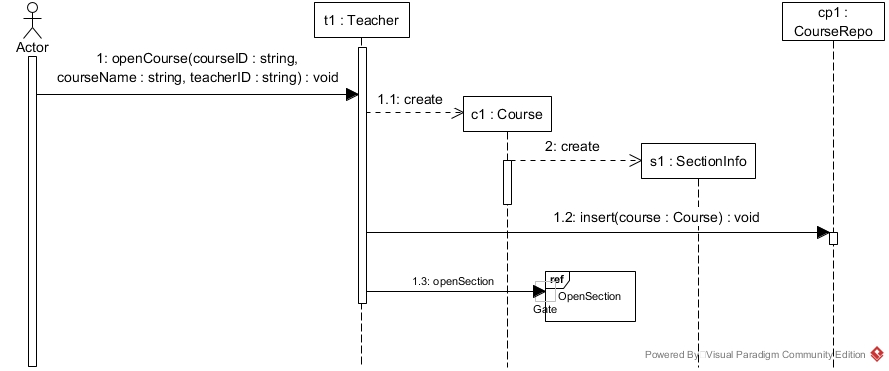 t1 : Teacher
cp1 :
CourseRepo
Actor
1: openCourse(courseID : string,
courseName : string, teacherID : string) : void
1.1: create
c1 : Course
2: create
s1 : SectionInfo
1.2: insert(course : Course) : void
1.3: openSection
ref
OpenSection
Gate
Powered By Visual Paradigm Community Edition